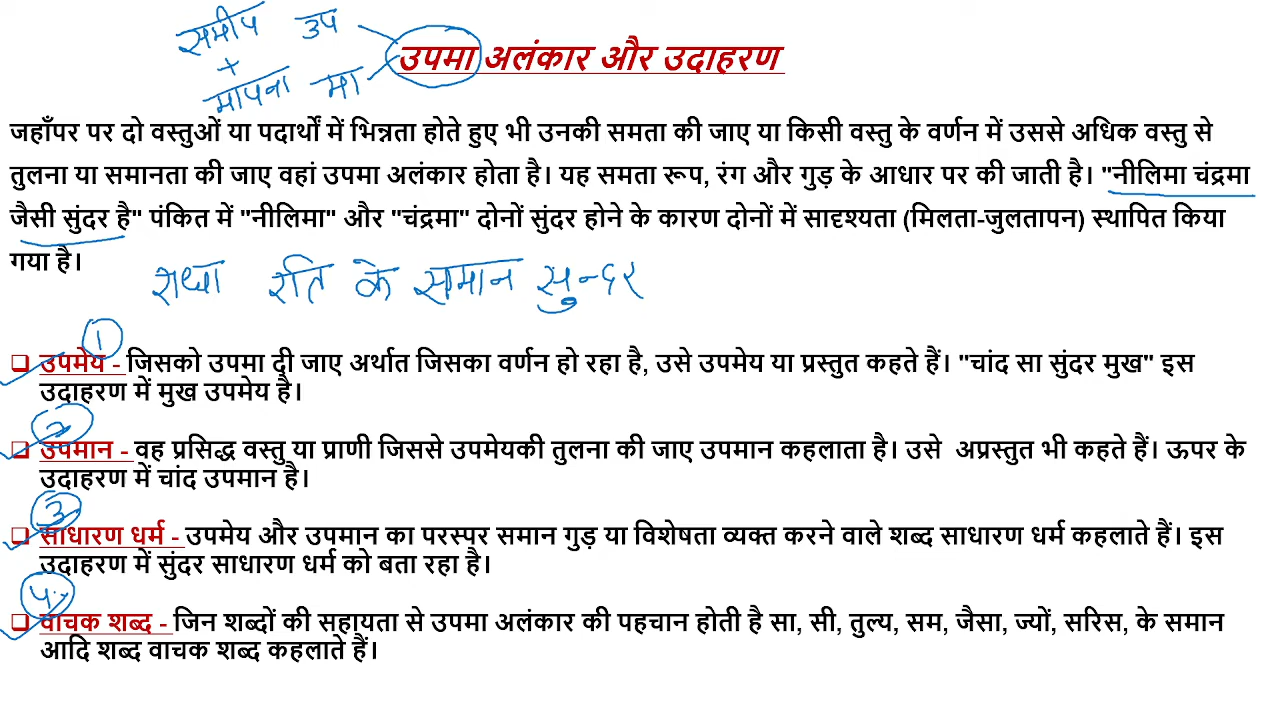 समीप उप
+
मापना मा
उपमा अलंकार और उदाहरण
जहाँपर पर दो वस्तुओं या पदार्थों में भिन्नता होते हुए भी उनकी समता की जाए या किसी वस्तु के वर्णन में उससे अधिक वस्तु से
तुलना या समानता की जाए वहां उपमा अलंकार होता है। यह समता रूप, रंग और गुड़ के आधार पर की जाती है। "नीलिमा चंद्रमा
जैसी सुंदर है" पंकित में "नीलिमा" और "चंद्रमा" दोनों सुंदर होने के कारण दोनों में सादृश्यता (मिलता-जुलतापन) स्थापित किया
गया है।
राधा रति के समान सुन्दर
1
उपमेय - जिसको उपमा दी जाए अर्थात जिसका वर्णन हो रहा है, उसे उपमेय या प्रस्तुत कहते हैं। "चांद सा सुंदर मुख" इस
उदाहरण में मुख उपमेय है।
2
उपमान - वह प्रसिद्ध वस्तु या प्राणी जिससे उपमेयकी तुलना की जाए उपमान कहलाता है। उसे अप्रस्तुत भी कहते हैं। ऊपर के
उदाहरण में चांद उपमान है।
3
साधारण धर्म - उपमेय और उपमान का परस्पर समान गुड़ या विशेषता व्यक्त करने वाले शब्द साधारण धर्म कहलाते हैं। इस
उदाहरण में सुंदर साधारण धर्म को बता रहा है।
4
वाचक शब्द - जिन शब्दों की सहायता से उपमा अलंकार की पहचान होती है सा, सी, तुल्य, सम, जैसा, ज्यों, सरिस, के समान
आदि शब्द वाचक शब्द कहलाते हैं।